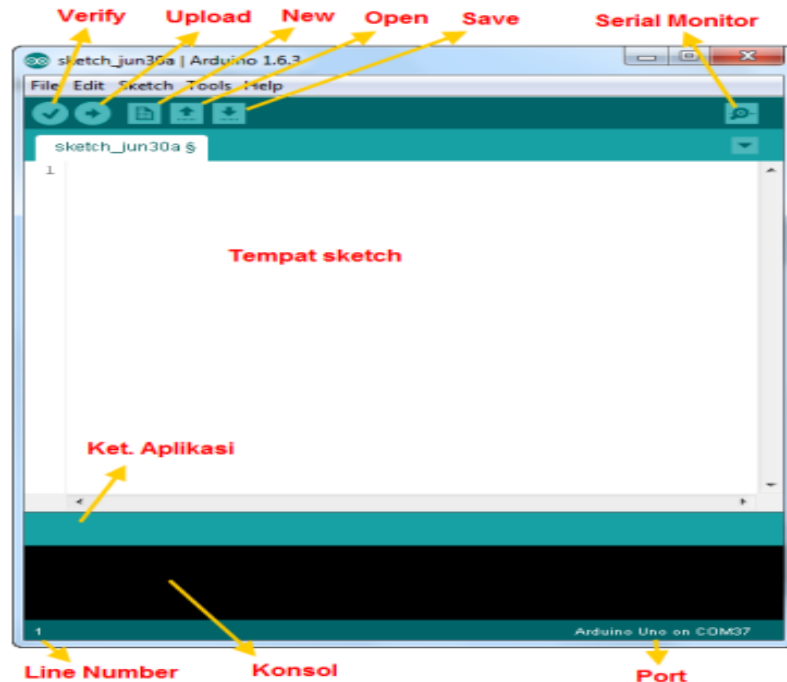 Verify Upload New Open Save Serial Monitor
sketch_jun30a | Arduino 1.6.3
File Edit Sketch Tools Help
sketch_jun30a §
1
Tempat sketch
Ket. Aplikasi
1 Arduino Uno on COM37
Line Number Konsol Port